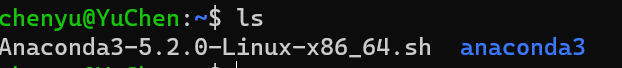 chenyu@YuChen:~$ ls
Anaconda3-5.2.0-Linux-x86_64.sh anaconda3